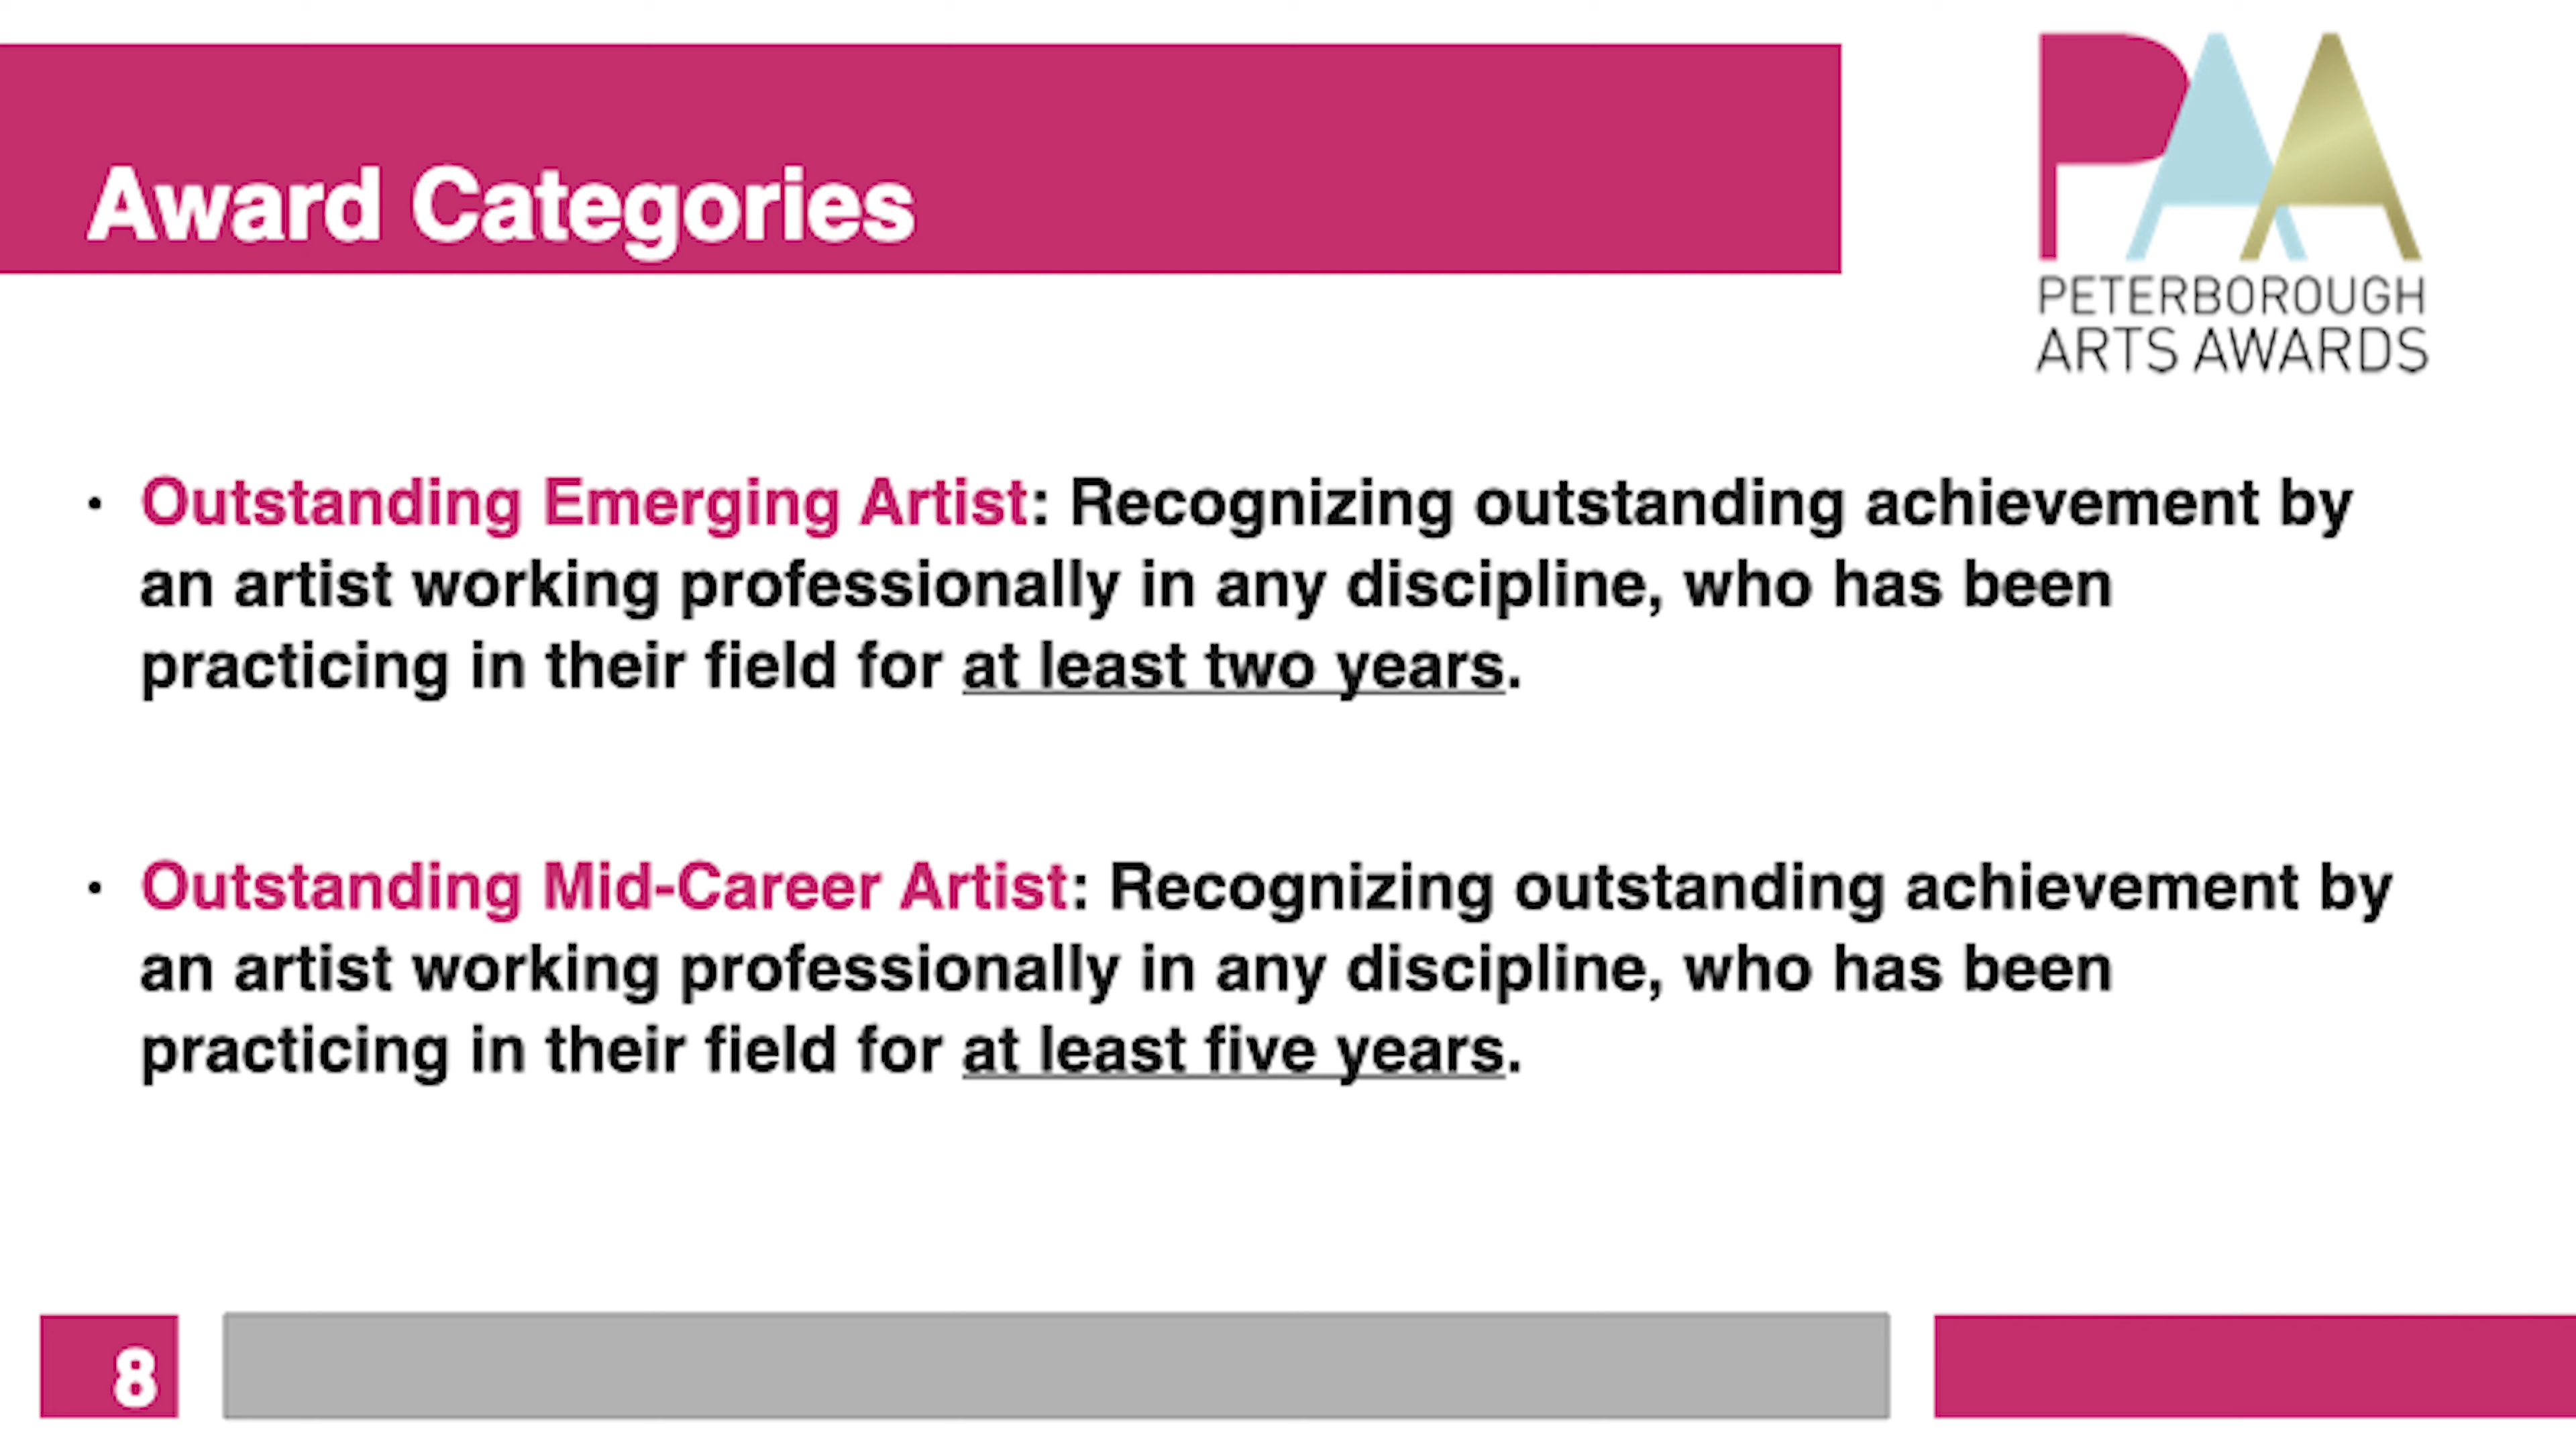 Award Categories
PAA
PETERBOROUGH
ARTS AWARDS
· Outstanding Emerging Artist: Recognizing outstanding achievement by
an artist working professionally in any discipline, who has been
practicing in their field for at least two years.
· Outstanding Mid-Career Artist: Recognizing outstanding achievement by
an artist working professionally in any discipline, who has been
practicing in their field for at least five years.
8